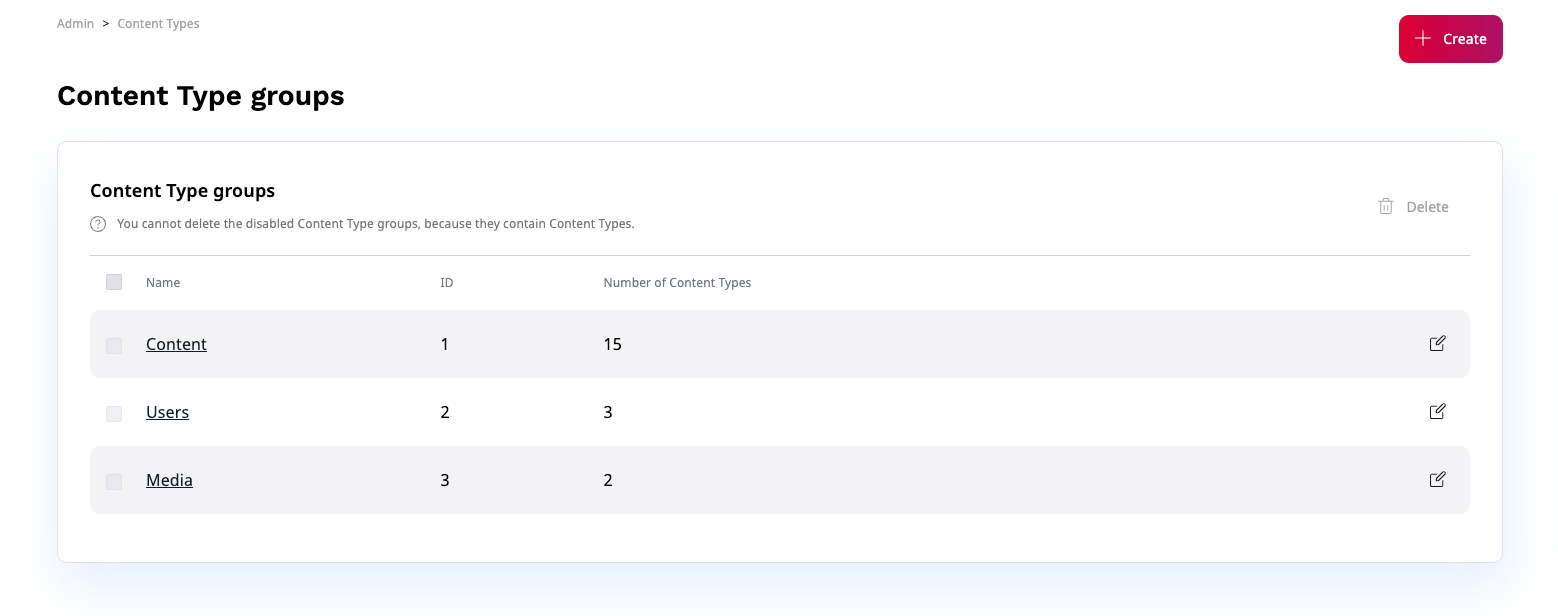 Admin > Content Types
Create
Content Type groups
Content Type groups
You cannot delete the disabled Content Type groups, because they contain Content Types.
Delete
Name ID Number of Content Types
Content 1 15
Users 2 3
Media 3 2